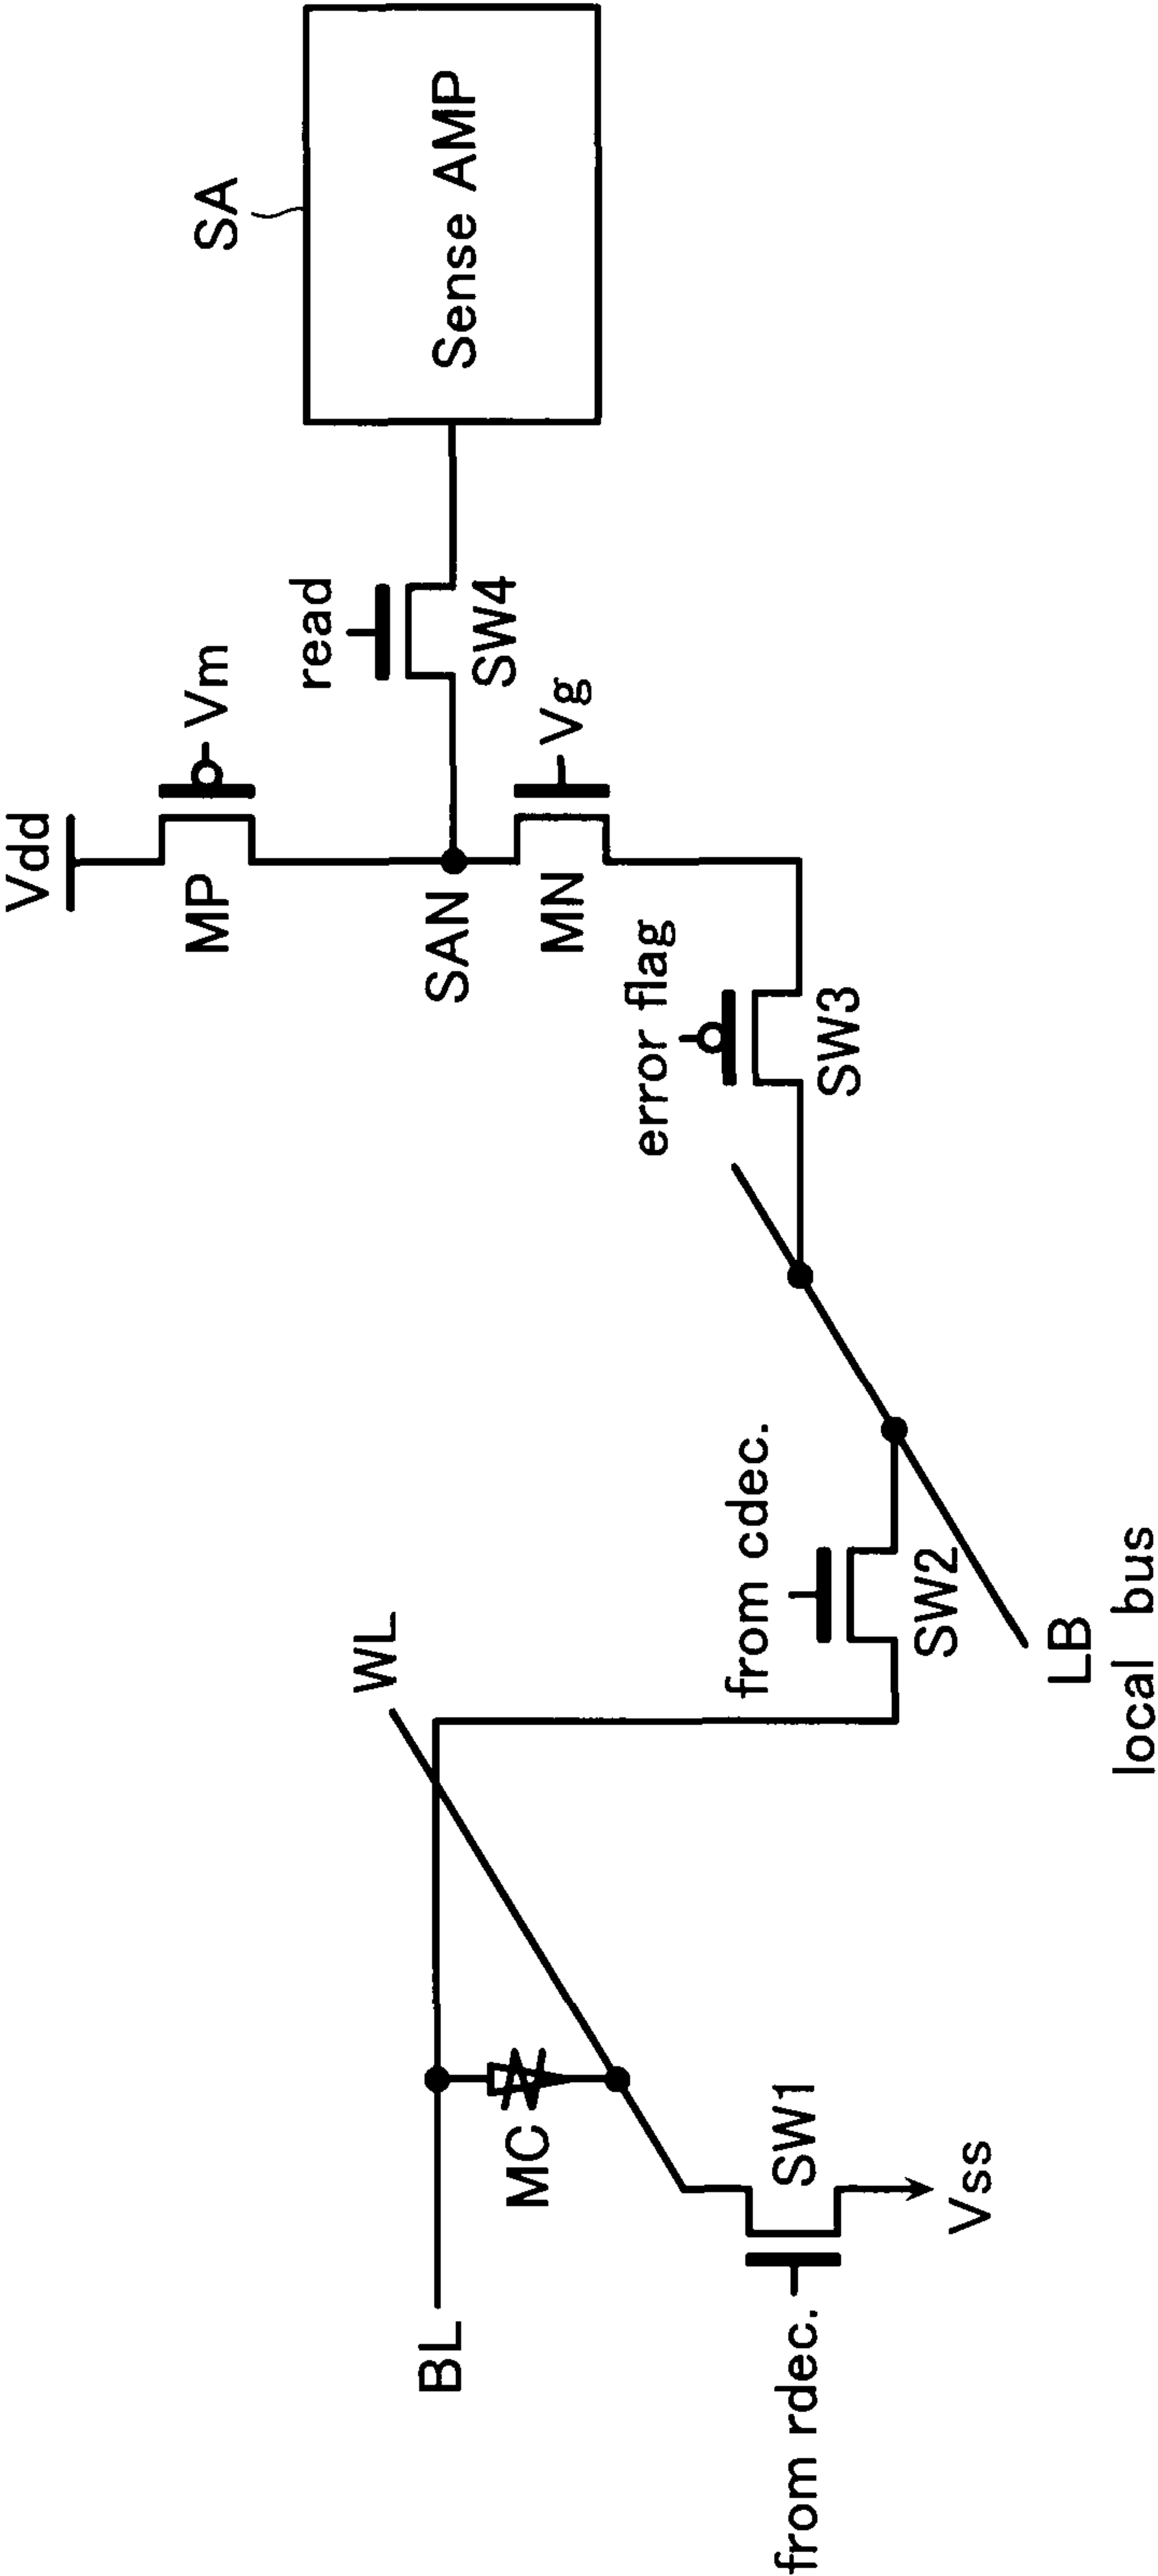 SA
Sense AMP
read
SW4
Vdd
Vm
MP
SAN
Vg
MN
error flag
SW3
from cdec.
SW2
WL
LB
local bus
BL
MC
SW1
Vss
from rdec.